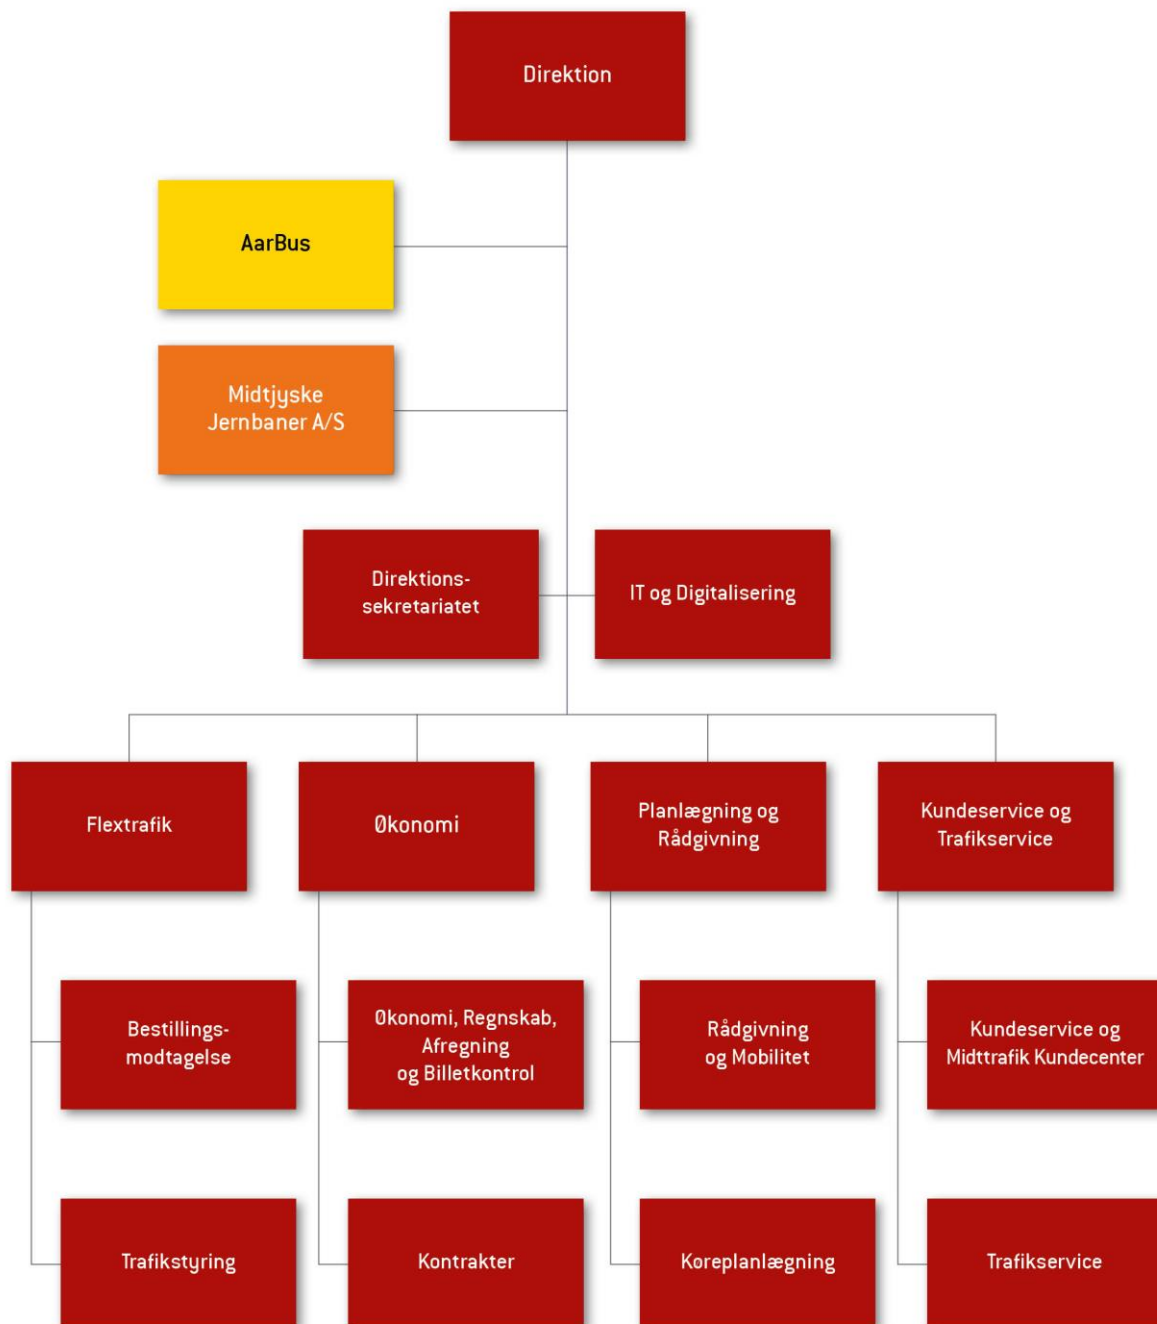 Direktion
AarBus
Midtjyske
Jernbaner A/S
Direktions-
sekretariatet
IT og Digitalisering
Flextrafik
Økonomi
Planlægning og
Rådgivning
Kundeservice og
Trafikservice
Bestillings-
modtagelse
Økonomi, Regnskab,
Afregning
og Billetkontrol
Rådgivning
og Mobilitet
Kundeservice og
Midttrafik Kundecenter
Trafikstyring
Kontrakter
Køreplanlægning
Trafikservice